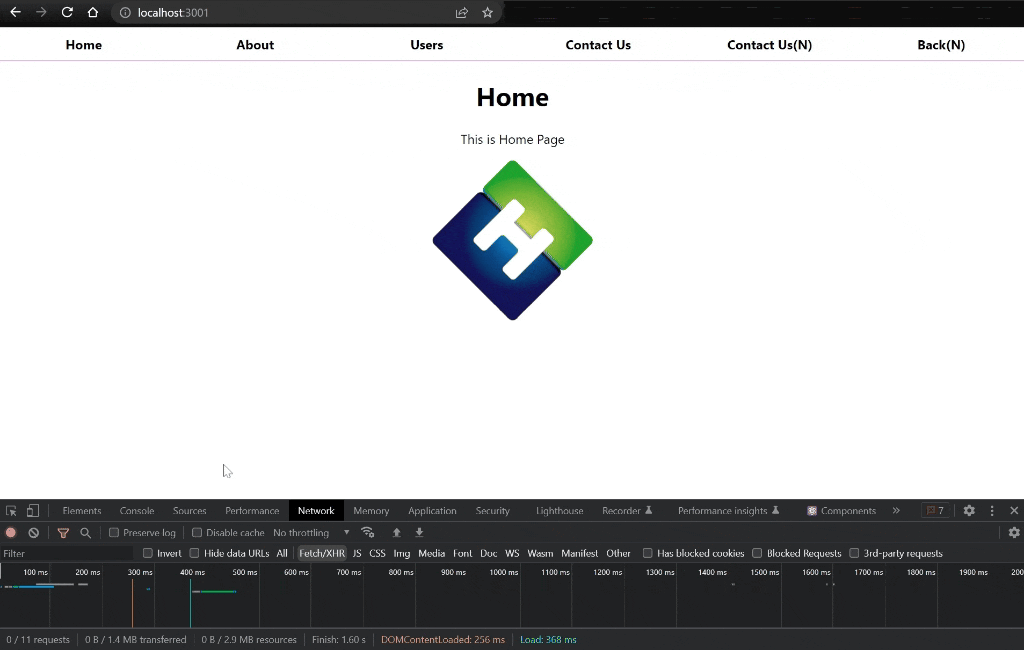 localhost:3001
Home About Users Contact Us Contact Us(N) Back(N)
Home
This is Home Page
H
Elements Console Sources Performance Network Memory Application Security Lighthouse Recorder Performance insights Components » 7
Preserve log Disable cache No throttling
Filter Invert Hide data URLs All Fetch/XHR JS CSS Img Media Font Doc WS Wasm Manifest Other Has blocked cookies Blocked Requests 3rd-party requests
100 ms 200 ms 300 ms 400 ms 500 ms 600 ms 700 ms 800 ms 900 ms 1000 ms 1100 ms 1200 ms 1300 ms 1400 ms 1500 ms 1600 ms 1700 ms 1800 ms 1900 ms 200
0 / 11 requests 0 B / 1.4 MB transferred 0 B / 2.9 MB resources Finish: 1.60 s DOMContentLoaded: 256 ms Load: 368 ms